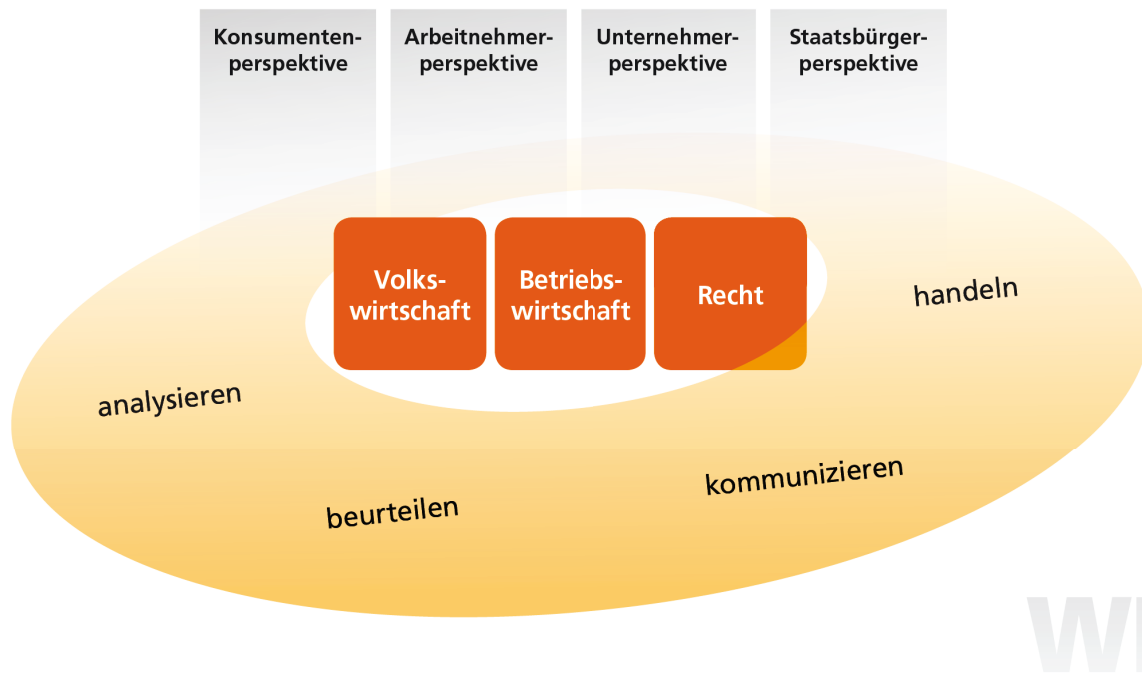 Konsumenten-
perspektive
Arbeitnehmer-
perspektive
Unternehmer-
perspektive
Staatsbürger-
perspektive
Volks-
wirtschaft
Betriebs-
wirtschaft
Recht
handeln
analysieren
kommunizieren
beurteilen